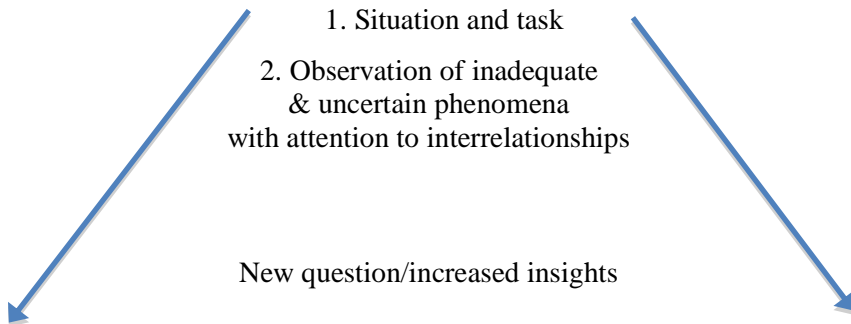 1. Situation and task
2. Observation of inadequate
& uncertain phenomena
with attention to interrelationships
New question/increased insights